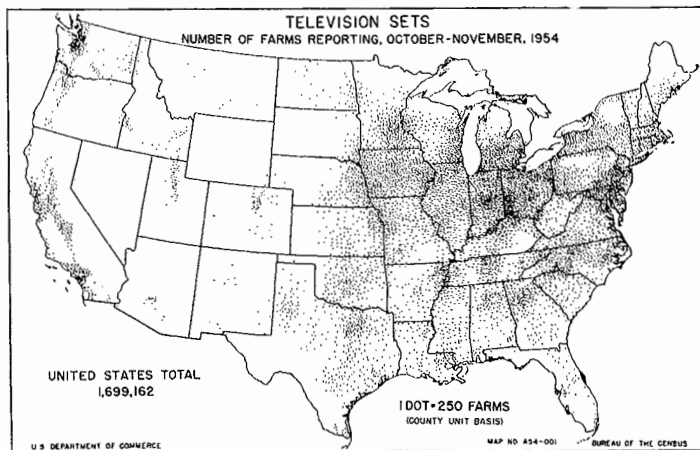 TELEVISION SETS
NUMBER OF FARMS REPORTING, OCTOBER-NOVEMBER, 1954
UNITED STATES TOTAL
1,699,162
1 DOT=250 FARMS
(COUNTY UNIT BASIS)
U S DEPARTMENT OF COMMERCE
MAP NO A54-001
BUREAU OF THE CENSUS